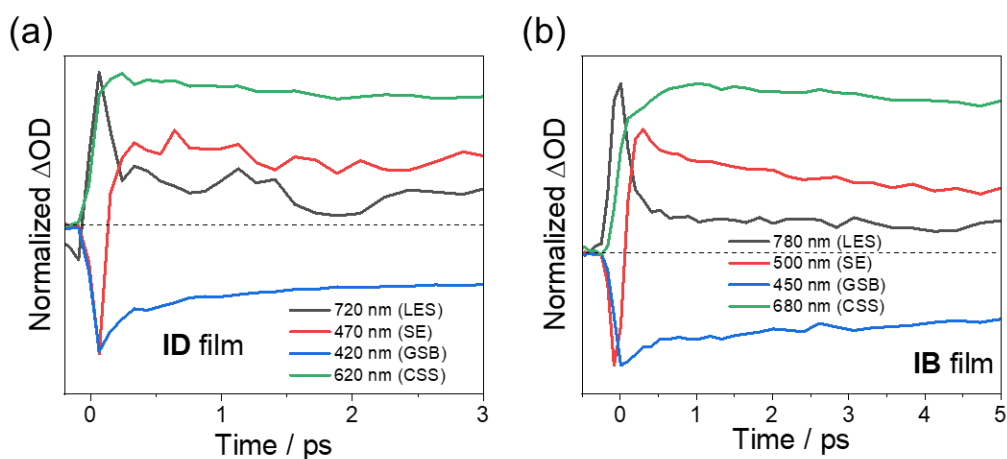 (a)
Normalized ΔOD
720 nm (LES)
470 nm (SE)
420 nm (GSB)
620 nm (CSS)
ID film
0 1 2 3
Time / ps
(b)
Normalized ΔOD
780 nm (LES)
500 nm (SE)
450 nm (GSB)
680 nm (CSS)
IB film
0 1 2 3 4 5
Time / ps